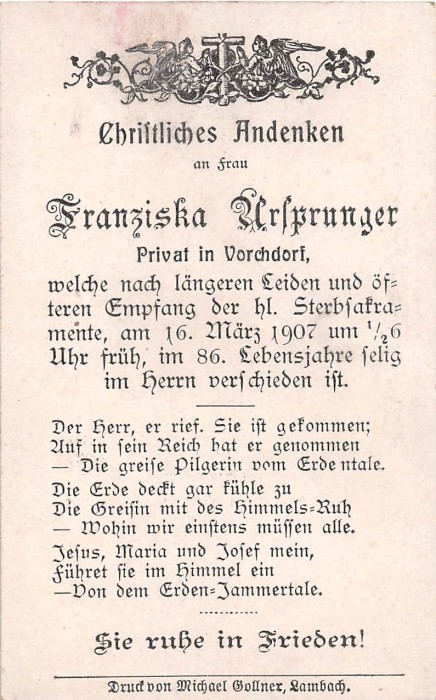 Christliches Andenken
an Frau
Franziska Ursprunger
Privat in Vorchdorf,
welche nach längeren Leiden und öf-
teren Empfang der hl. Sterbsakra-
mente, am 16. März 1907 um ½6
Uhr früh, im 86. Lebensjahre selig
im Herrn verschieden ist.
Der Herr, er rief. Sie ist gekommen;
Auf in sein Reich hat er genommen
— Die greise Pilgerin vom Erdentale.
Die Erde deckt gar kühle zu
Die Greisin mit des Himmels-Ruh
— Wohin wir einstens müssen alle.
Jesus, Maria und Josef mein,
Führet sie im Himmel ein
—Von dem Erden-Jammertale.
Sie ruhe in Frieden!
Druck von Michael Gollner, Lambach.